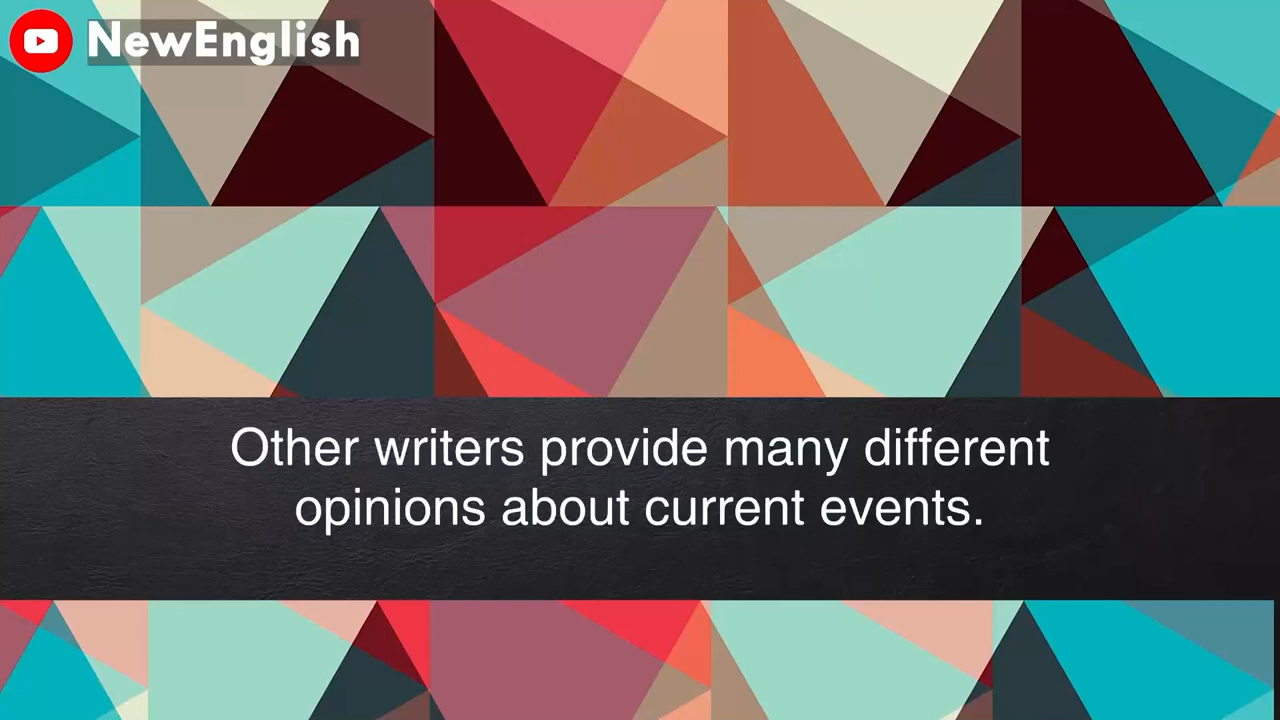 NewEnglish
Other writers provide many different
opinions about current events.